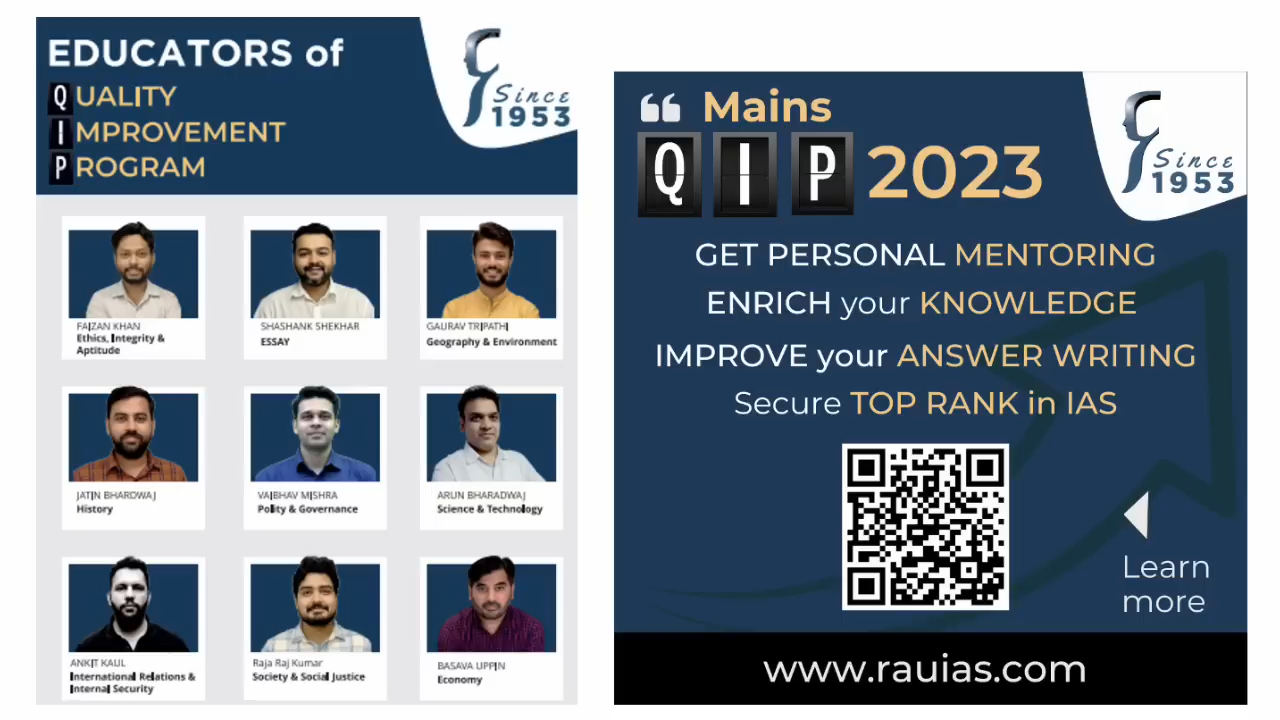 EDUCATORS of
QUALITY
IMPROVEMENT
PROGRAM
Since
1953
FAIZAN KHAN
Ethics, Integrity &
Aptitude
SHASHANK SHEKHAR
ESSAY
GAURAV TRIPATHI
Geography & Environment
JATIN BHARDWAJ
History
VAIBHAV MISHRA
Polity & Governance
ARUN BHARADWAJ
Science & Technology
ANKIT KAUL
International Relations &
Internal Security
Raja Raj Kumar
Society & Social Justice
BASAVA UPPIN
Economy
“ Mains
QIP 2023
Since
1953
GET PERSONAL MENTORING
ENRICH your KNOWLEDGE
IMPROVE your ANSWER WRITING
Secure TOP RANK in IAS
Learn
more
www.rauias.com